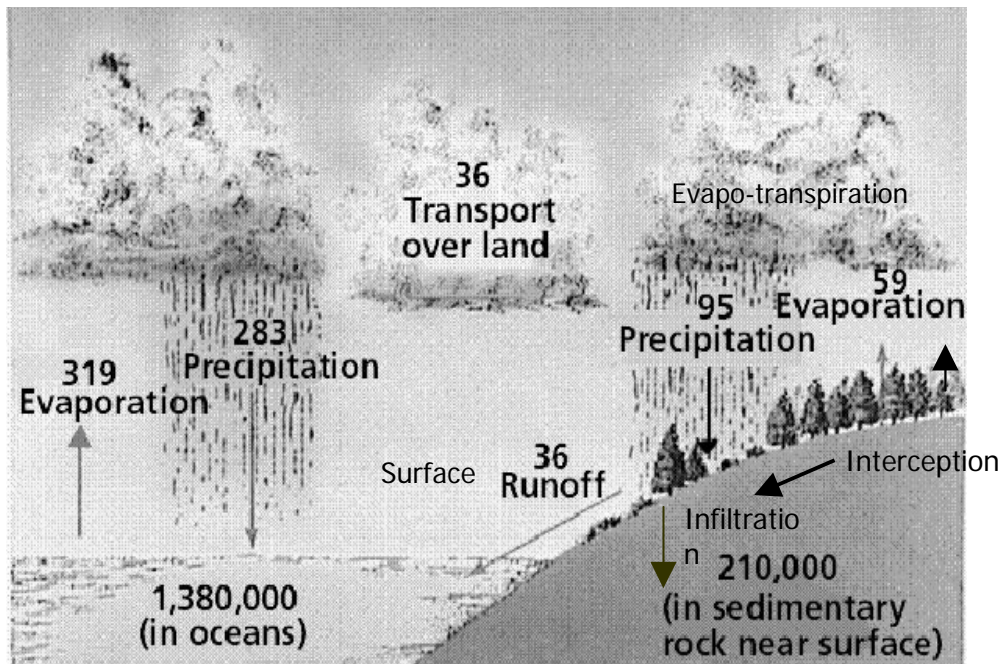 36
Transport
over land
Evapo-transpiration
59
Evaporation
95
Precipitation
283
Precipitation
319
Evaporation
Surface
36
Runoff
Interception
Infiltratio
n
1,380,000
(in oceans)
210,000
(in sedimentary
rock near surface)